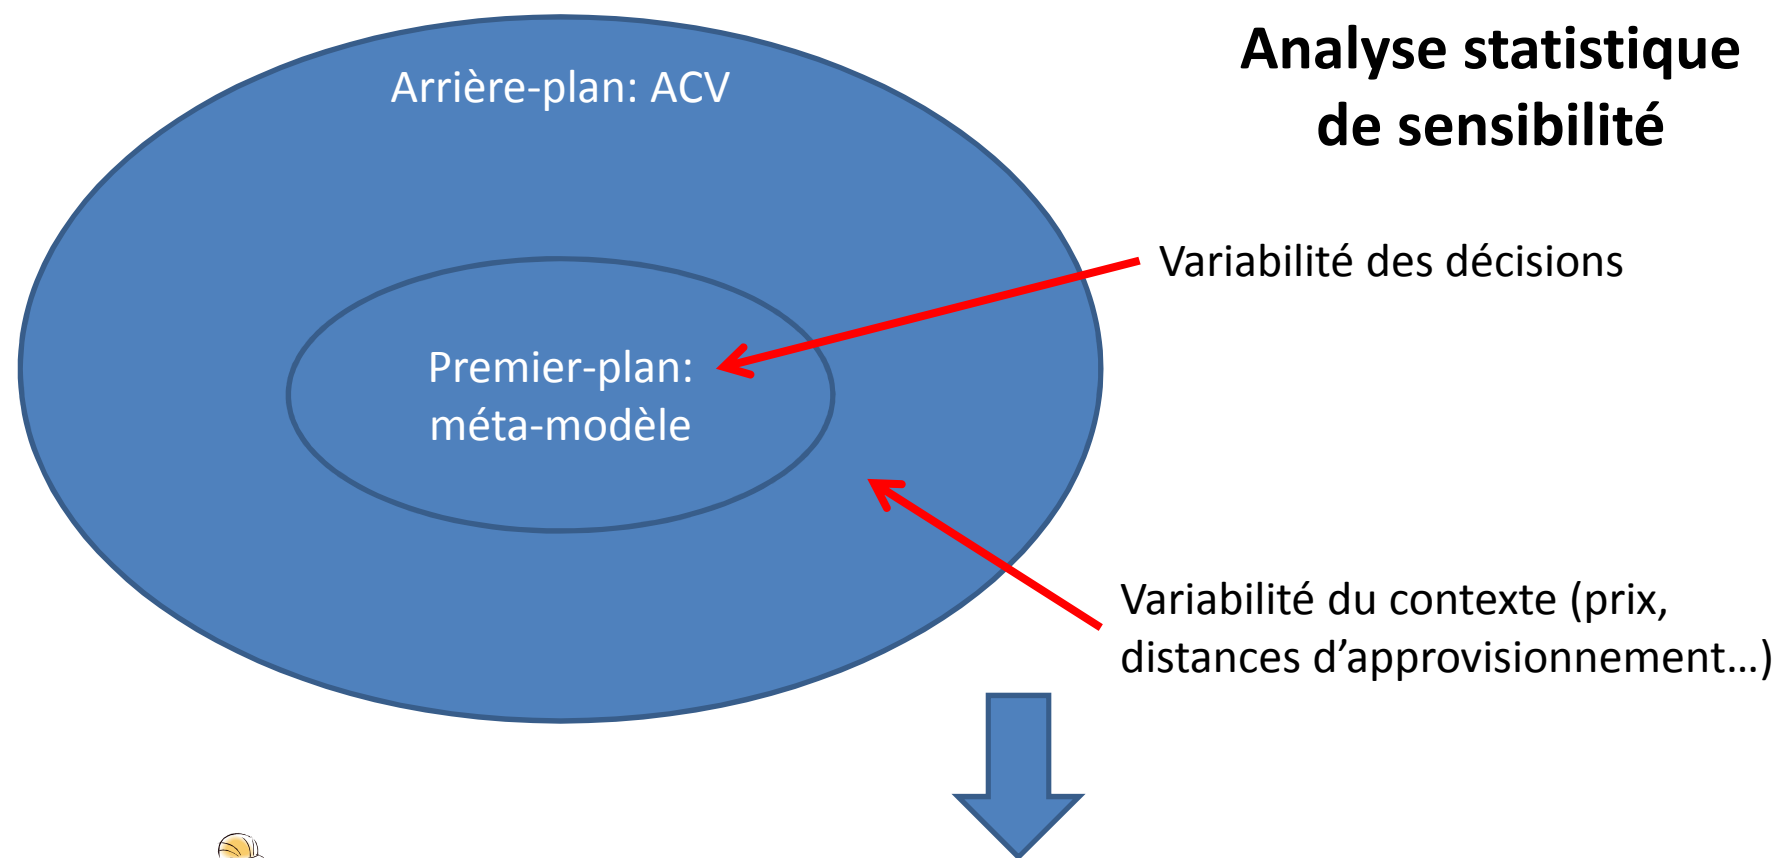 Analyse statistique
de sensibilité
Arrière-plan: ACV
Variabilité des décisions
Premier-plan:
méta-modèle
Variabilité du contexte (prix,
distances d’approvisionnement…)